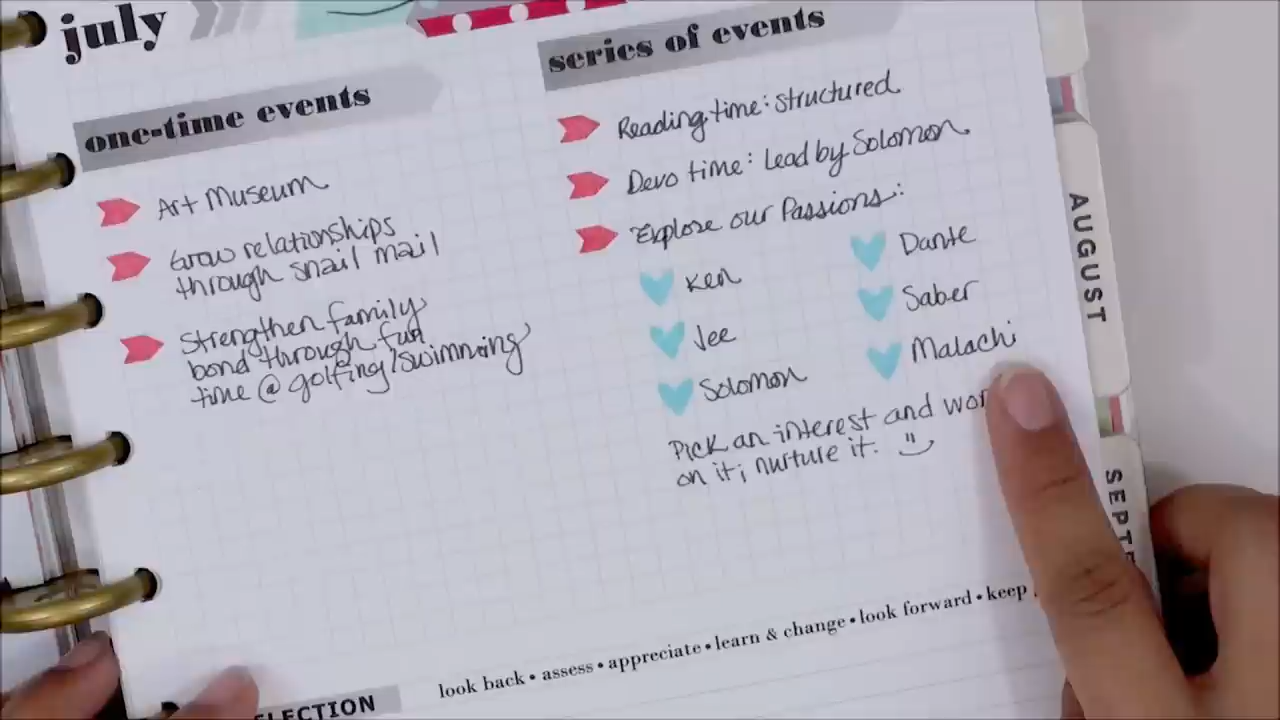 july
one-time events
Art Museum
Grow relationships
through snail mail
Strengthen family
bond through fun
time @ golfing/swimming
series of events
Reading time: structured
Devo time: Lead by Solomon
Explore our Passions:
Ken
Jee
Solomon
Dante
Saber
Malachi
Pick an interest and
on it; nurture it.
look back • assess • appreciate • learn & change • look forward • keep
AUGUST